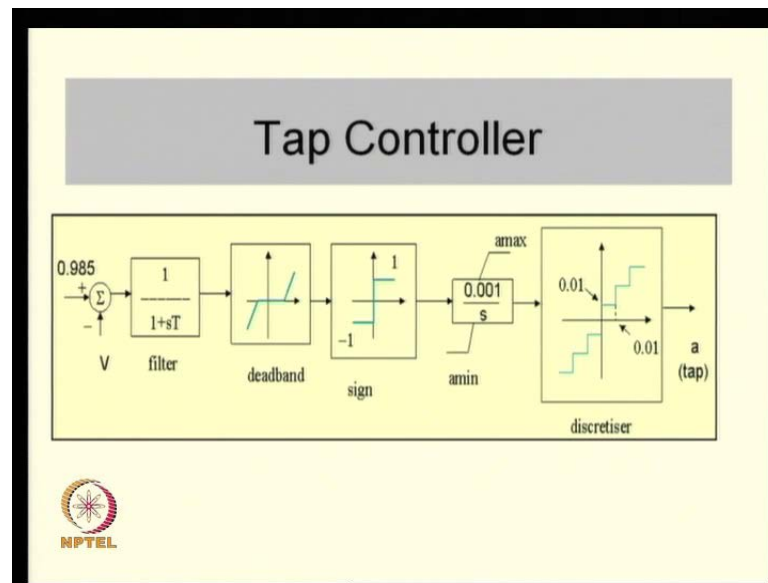 Tap Controller
0.985
+
Σ
−
V
1
1+sT
filter
deadband
1
−1
sign
amax
0.001
s
amin
0.01
0.01
discretiser
a
(tap)
NPTEL